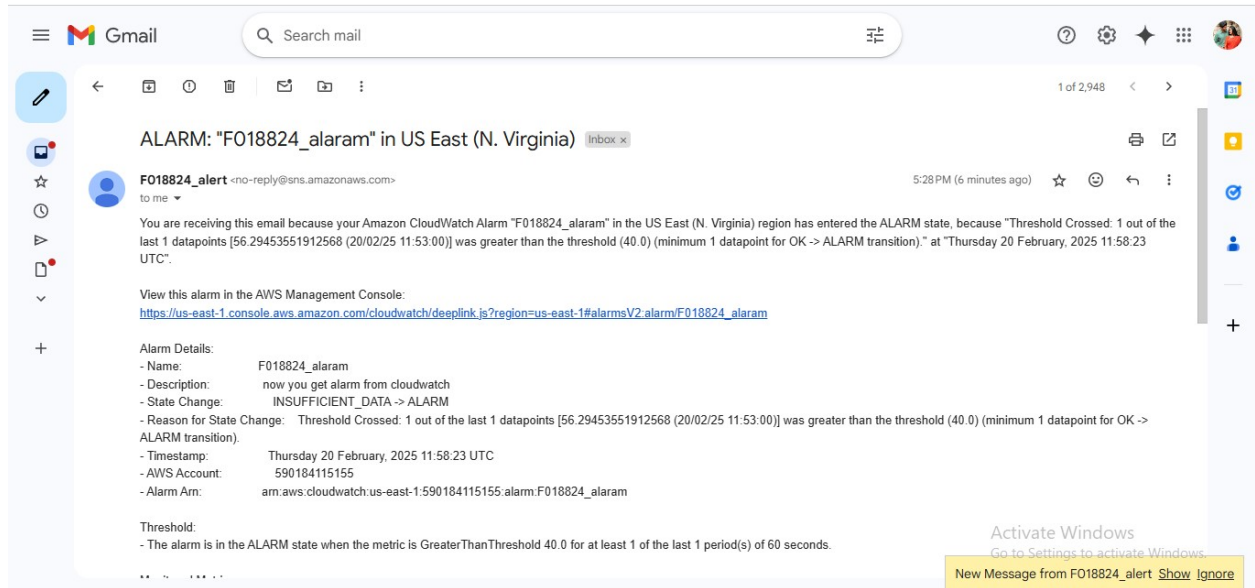 Gmail
Search mail
1 of 2,948
31
ALARM: "F018824_alaram" in US East (N. Virginia) Inbox x
F018824_alert <no-reply@sns.amazonaws.com>
5:28 PM (6 minutes ago)
to me
You are receiving this email because your Amazon CloudWatch Alarm "F018824_alaram" in the US East (N. Virginia) region has entered the ALARM state, because "Threshold Crossed: 1 out of the
last 1 datapoints [56.29453551912568 (20/02/25 11:53:00)] was greater than the threshold (40.0) (minimum 1 datapoint for OK -> ALARM transition)." at "Thursday 20 February, 2025 11:58:23
UTC".
View this alarm in the AWS Management Console:
https://us-east-1.console.aws.amazon.com/cloudwatch/deeplink.js?region=us-east-1#alarmsV2:alarm/F018824_alaram
Alarm Details:
- Name: F018824_alaram
- Description: now you get alarm from cloudwatch
- State Change: INSUFFICIENT_DATA -> ALARM
- Reason for State Change: Threshold Crossed: 1 out of the last 1 datapoints [56.29453551912568 (20/02/25 11:53:00)] was greater than the threshold (40.0) (minimum 1 datapoint for OK ->
ALARM transition).
- Timestamp: Thursday 20 February, 2025 11:58:23 UTC
- AWS Account: 590184115155
- Alarm Arn: arn:aws:cloudwatch:us-east-1:590184115155:alarm:F018824_alaram
Threshold:
- The alarm is in the ALARM state when the metric is GreaterThanThreshold 40.0 for at least 1 of the last 1 period(s) of 60 seconds.
Activate Windows
Go to Settings to activate Windows.
New Message from F018824_alert Show Ignore